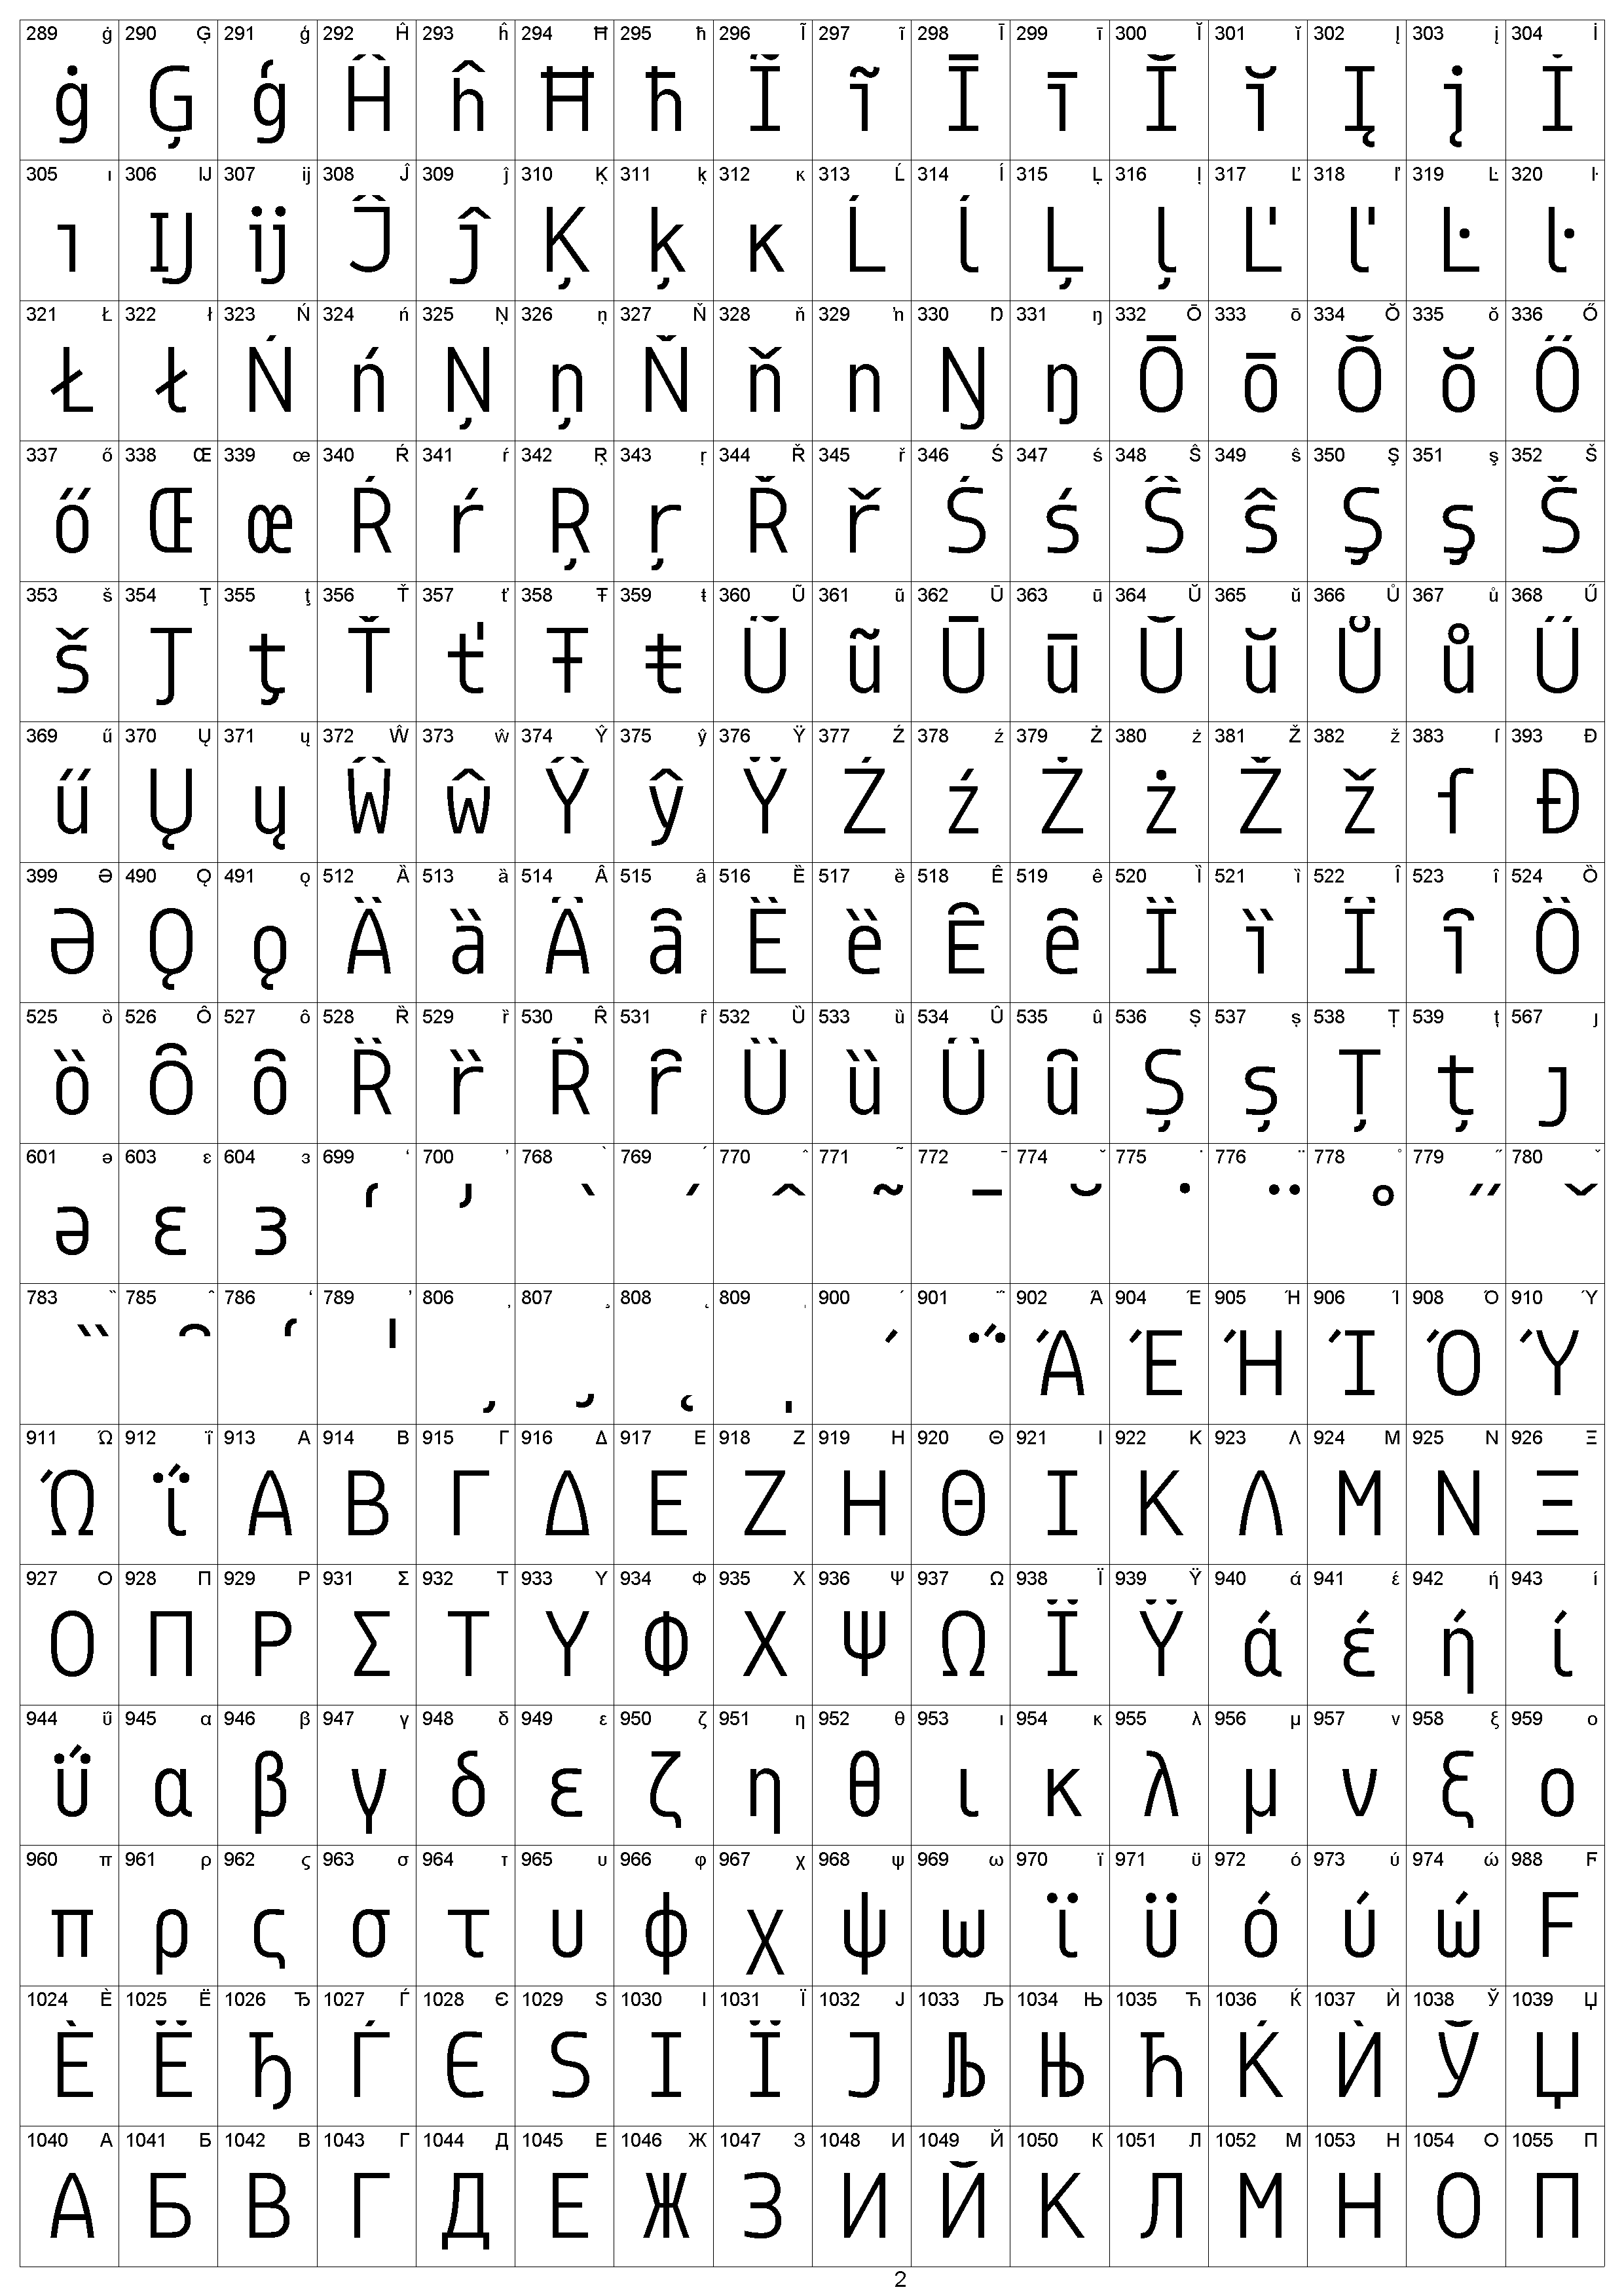 289 ġ 290 Ģ 291 ģ 292 Ĥ 293 ĥ 294 Ħ 295 ħ 296 Ĩ 297 ĩ 298 Ī 299 ī 300 Ĭ 301 ĭ 302 Į 303 į 304 İ
ġ Ģ ģ Ĥ ĥ Ħ ħ Ĩ ĩ Ī ī Ĭ ĭ Į į İ
305 ı 306 Ĳ 307 ĳ 308 Ĵ 309 ĵ 310 Ķ 311 ķ 312 ĸ 313 Ĺ 314 ĺ 315 Ļ 316 ļ 317 Ľ 318 ľ 319 Ŀ 320 ŀ
ı Ĳ ĳ Ĵ ĵ Ķ ķ ĸ Ĺ ĺ Ļ ļ Ľ ľ Ŀ ŀ
321 Ł 322 ł 323 Ń 324 ń 325 Ņ 326 ņ 327 Ň 328 ň 329 ŉ 330 Ŋ 331 ŋ 332 Ō 333 ō 334 Ŏ 335 ŏ 336 Ő
Ł ł Ń ń Ņ ņ Ň ň n Ŋ ŋ Ō ō Ŏ ŏ Ő
337 ő 338 Œ 339 œ 340 Ŕ 341 ŕ 342 Ŗ 343 ŗ 344 Ř 345 ř 346 Ś 347 ś 348 Ŝ 349 ŝ 350 Ş 351 ş 352 Š
ő Œ œ Ŕ ŕ Ŗ ŗ Ř ř Ś ś Ŝ ŝ Ş ş Š
353 š 354 Ţ 355 ţ 356 Ť 357 ť 358 Ŧ 359 ŧ 360 Ũ 361 ũ 362 Ū 363 ū 364 Ŭ 365 ŭ 366 Ů 367 ů 368 Ű
š Ţ ţ Ť ť Ŧ ŧ Ũ ũ Ū ū Ŭ ŭ Ů ů Ű
369 ű 370 Ų 371 ų 372 Ŵ 373 ŵ 374 Ŷ 375 ŷ 376 Ÿ 377 Ź 378 ź 379 Ż 380 ż 381 Ž 382 ž 383 ſ 393 Ɖ
ű Ų ų Ŵ ŵ Ŷ ŷ Ÿ Ź ź Ż ż Ž ž ſ Ɖ
399 Ə 490 Ǫ 491 ǫ 512 Ȁ 513 ȁ 514 Ȃ 515 ȃ 516 Ȅ 517 ȅ 518 Ȇ 519 ȇ 520 Ȉ 521 ȉ 522 Ȋ 523 ȋ 524 Ȍ
Ə Ǫ ǫ Ȁ ȁ Ȃ ȃ Ȅ ȅ Ȇ ȇ Ȉ ȉ Ȋ ȋ Ȍ
525 ȍ 526 Ȏ 527 ȏ 528 Ȑ 529 ȑ 530 Ȓ 531 ȓ 532 Ȕ 533 ȕ 534 Ȗ 535 ȗ 536 Ș 537 ș 538 Ț 539 ț 567 ȷ
ȍ Ȏ ȏ Ȑ ȑ Ȓ ȓ Ȕ ȕ Ȗ ȗ Ș ș Ț ț ȷ
601 ə 603 ɛ 604 ɜ 699 ʻ 700 ʼ 768 ̀ 769 ́ 770 ̂ 771 ̃ 772 ̄ 774 ̆ 775 ̇ 776 ̈ 778 ̊ 779 ̋ 780 ̌
ə ɛ ɜ ʻ ʼ ̀ ́ ̂ ̃ ̄ ̆ ̇ ̈ ̊ ̋ ̌
783 ̏ 785 ̑ 786 ̒ 789 ̕ 806 ̦ 807 ̧ 808 ̨ 809 ̩ 900 ΄ 901 ΅ 902 Ά 904 Έ 905 Ή 906 Ί 908 Ό 910 Ύ
̏ ̑ ̒ ̕ ̦ ̧ ̨ ̩ ΄ ΅ Ά Έ Ή Ί Ό Ύ
911 Ώ 912 ΐ 913 Α 914 Β 915 Γ 916 Δ 917 Ε 918 Ζ 919 Η 920 Θ 921 Ι 922 Κ 923 Λ 924 Μ 925 Ν 926 Ξ
Ώ ΐ Α Β Γ Δ Ε Ζ Η Θ Ι Κ Λ Μ Ν Ξ
927 Ο 928 Π 929 Ρ 931 Σ 932 Τ 933 Υ 934 Φ 935 Χ 936 Ψ 937 Ω 938 Ϊ 939 Ϋ 940 ά 941 έ 942 ή 943 ί
Ο Π Ρ Σ Τ Υ Φ Χ Ψ Ω Ϊ Ϋ ά έ ή ί
944 ΰ 945 α 946 β 947 γ 948 δ 949 ε 950 ζ 951 η 952 θ 953 ι 954 κ 955 λ 956 μ 957 ν 958 ξ 959 ο
ΰ α β γ δ ε ζ η θ ι κ λ μ ν ξ ο
960 π 961 ρ 962 ς 963 σ 964 τ 965 υ 966 φ 967 χ 968 ψ 969 ω 970 ϊ 971 ϋ 972 ό 973 ύ 974 ώ 988 Ϝ
π ρ ς σ τ υ φ χ ψ ω ϊ ϋ ό ύ ώ Ϝ
1024 Ѐ 1025 Ё 1026 Ђ 1027 Ѓ 1028 Є 1029 Ѕ 1030 І 1031 Ї 1032 Ј 1033 Љ 1034 Њ 1035 Ћ 1036 Ќ 1037 Ѝ 1038 Ў 1039 Џ
Ѐ Ё Ђ Ѓ Є Ѕ І Ї Ј Љ Њ Ћ Ќ Ѝ Ў Џ
1040 А 1041 Б 1042 В 1043 Г 1044 Д 1045 Е 1046 Ж 1047 З 1048 И 1049 Й 1050 К 1051 Л 1052 М 1053 Н 1054 О 1055 П
А Б В Г Д Е Ж З И Й К Л М Н О П
2